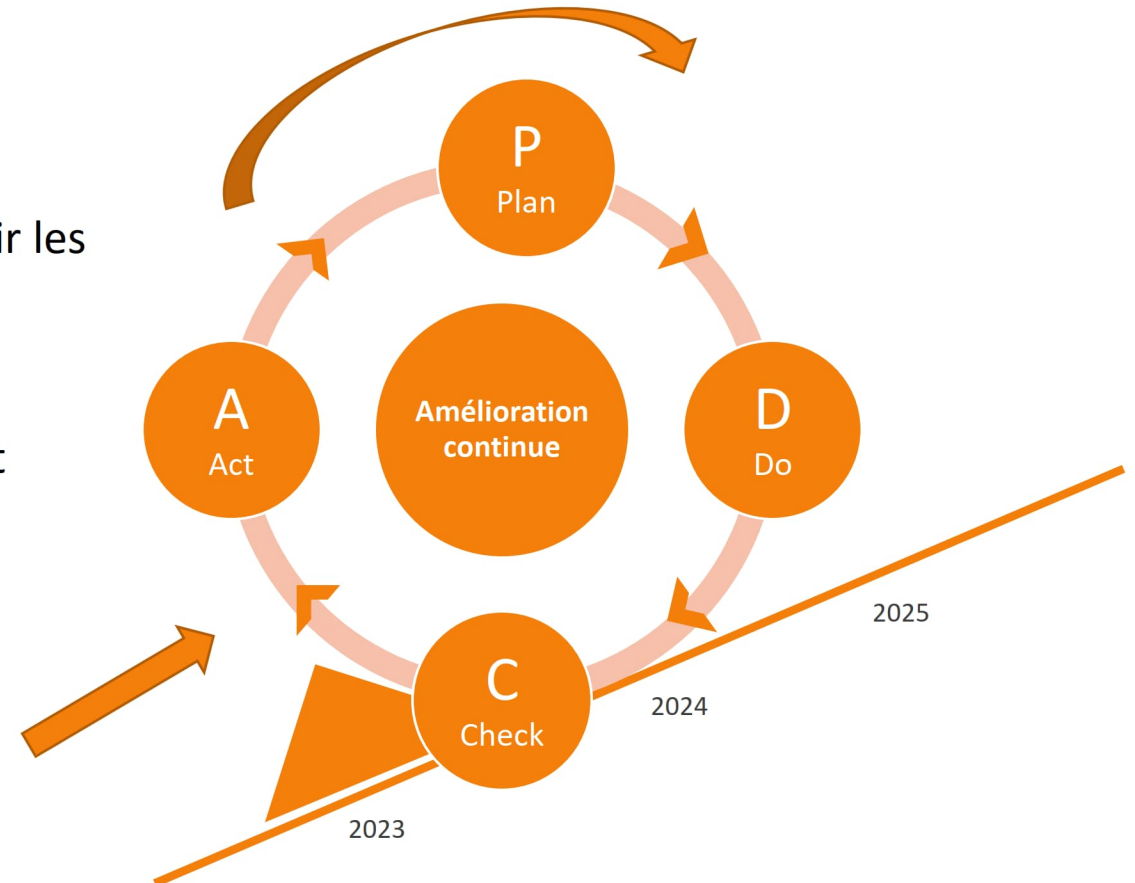 P
Plan
ir les
A
Act
Amélioration
continue
D
Do
t
2025
C
Check
2024
2023